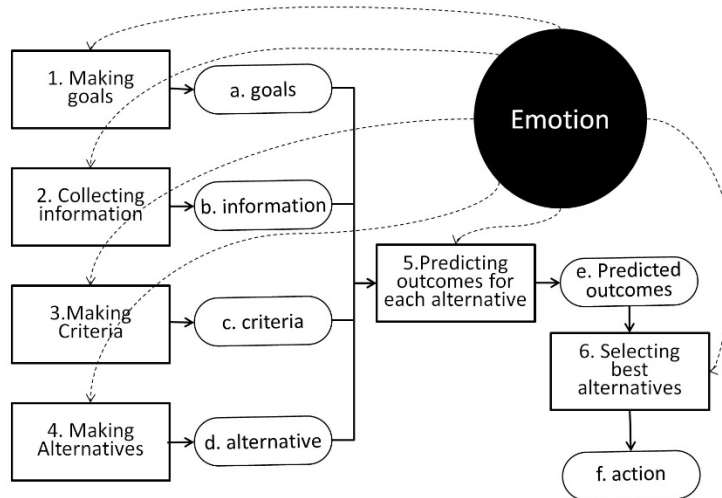 1. Making
goals
a. goals
Emotion
2. Collecting
information
b. information
3.Making
Criteria
c. criteria
4. Making
Alternatives
d. alternative
5.Predicting
outcomes for
each alternative
e. Predicted
outcomes
6. Selecting
best
alternatives
f. action